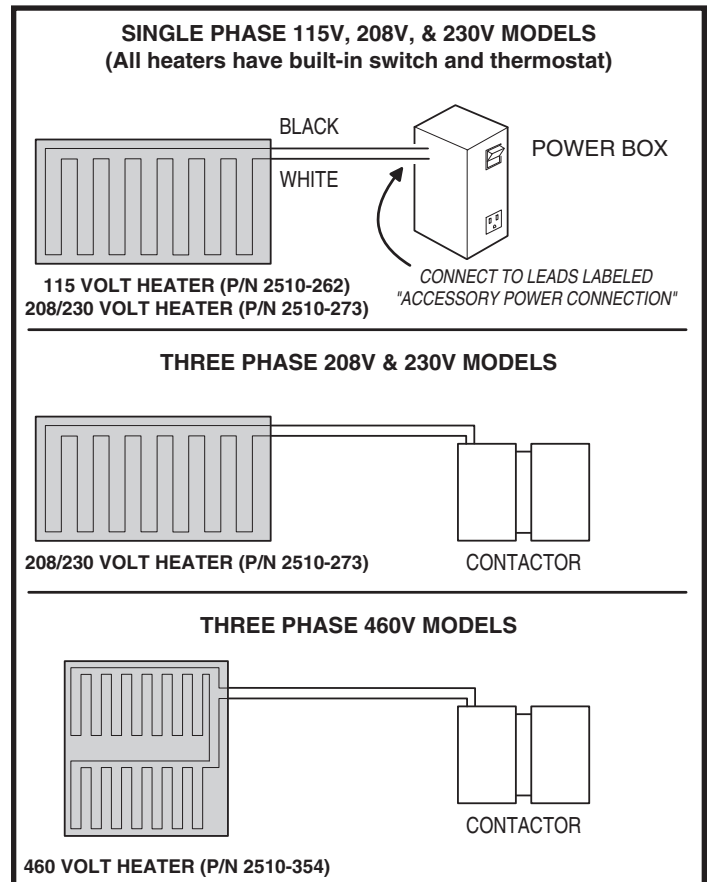 SINGLE PHASE 115V, 208V, & 230V MODELS
(All heaters have built-in switch and thermostat)
BLACK
WHITE
POWER BOX
CONNECT TO LEADS LABELED
"ACCESSORY POWER CONNECTION"
115 VOLT HEATER (P/N 2510-262)
208/230 VOLT HEATER (P/N 2510-273)
THREE PHASE 208V & 230V MODELS
208/230 VOLT HEATER (P/N 2510-273)
CONTACTOR
THREE PHASE 460V MODELS
CONTACTOR
460 VOLT HEATER (P/N 2510-354)